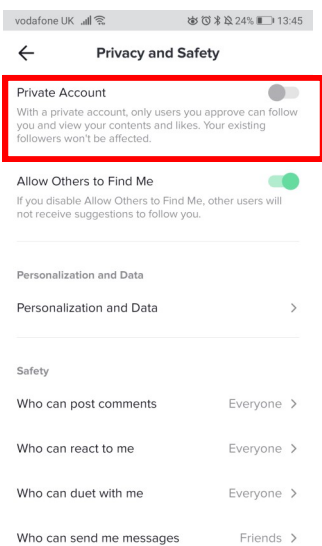 vodafone UK 24% 13:45
Privacy and Safety
Private Account
With a private account, only users you approve can follow
you and view your contents and likes. Your existing
followers won't be affected.
Allow Others to Find Me
If you disable Allow Others to Find Me, other users will
not receive suggestions to follow you.
Personalization and Data
Personalization and Data
Safety
Who can post comments Everyone
Who can react to me Everyone
Who can duet with me Everyone
Who can send me messages Friends